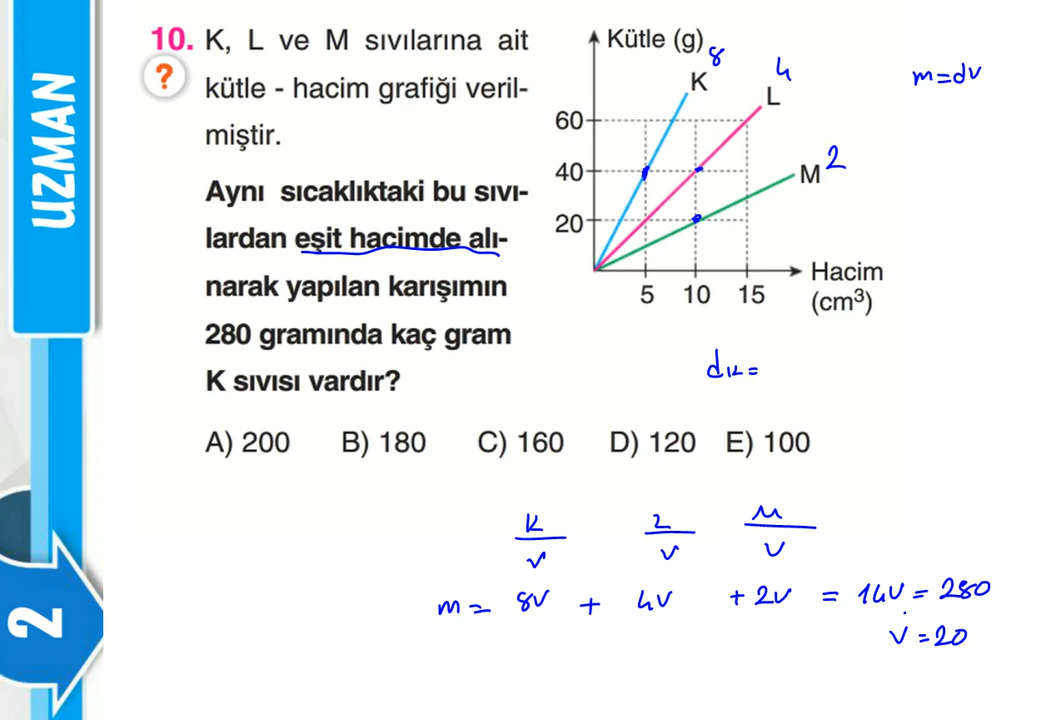 UZMAN
2
10. K, L ve M sıvılarına ait
?
kütle - hacim grafiği veril-
miştir.
Aynı sıcaklıktaki bu sıvı-
lardan eşit hacimde alı-
narak yapılan karışımın
280 gramında kaç gram
K sıvısı vardır?
Kütle (g)
K 8
L 4
M 2
60
40
20
5 10 15
Hacim
(cm³)
m=dv
dk=
A) 200 B) 180 C) 160 D) 120 E) 100
K L M
v v v
m= 8v + 4v + 2v = 14v = 280
v = 20